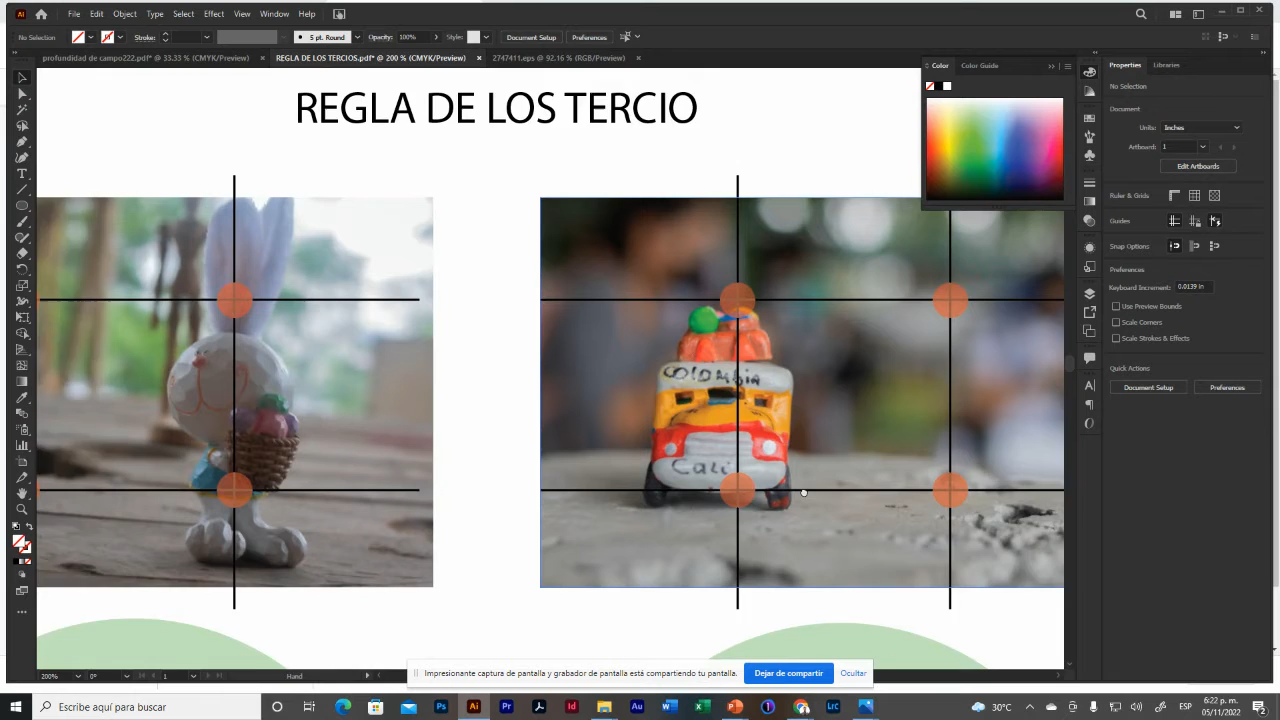 File Edit Object Type Select Effect View Window Help
No Selection Stroke: 5 pt. Round Opacity: 100% Style: Document Setup Preferences
profundidad de campo222.pdf* @ 33.33 % (CMYK/Preview) REGLA DE LOS TERCIOS.pdf* @ 200 % (CMYK/Preview) 2747411.eps @ 92.16 % (RGB/Preview)
Color Color Guide
Properties Libraries
No Selection
Document
Units: Inches
Artboard: 1
Edit Artboards
Ruler & Grids
Guides
Snap Options
Preferences
Keyboard Increment: 0.0139 in
Use Preview Bounds
Scale Corners
Scale Strokes & Effects
Quick Actions
Document Setup Preferences
REGLA DE LOS TERCIO
COLOMBIA
Cali
200% 0° 1 Hand
Impresionante captura de pantalla y grabador de pantalla está compartiendo tu pantalla. Dejar de compartir Ocultar
Escribe aquí para buscar
30°C ESP 6:22 p. m.
05/11/2022